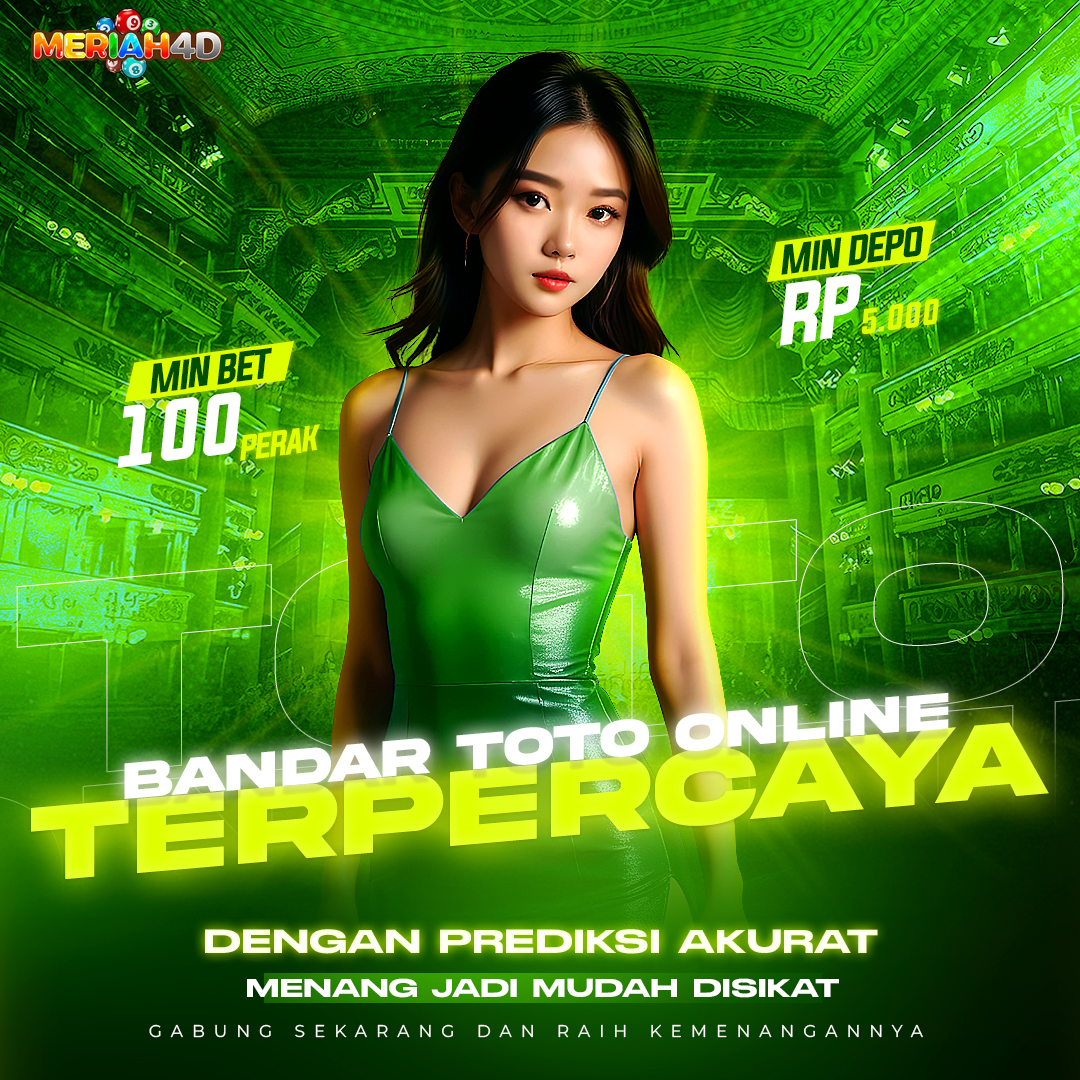 MERIAH4D
MIN DEPO
RP 5.000
MIN BET
100 PERAK
TOTO
BANDAR TOTO ONLINE
TERPERCAYA
DENGAN PREDIKSI AKURAT
MENANG JADI MUDAH DISIKAT
GABUNG SEKARANG DAN RAIH KEMENANGANNYA